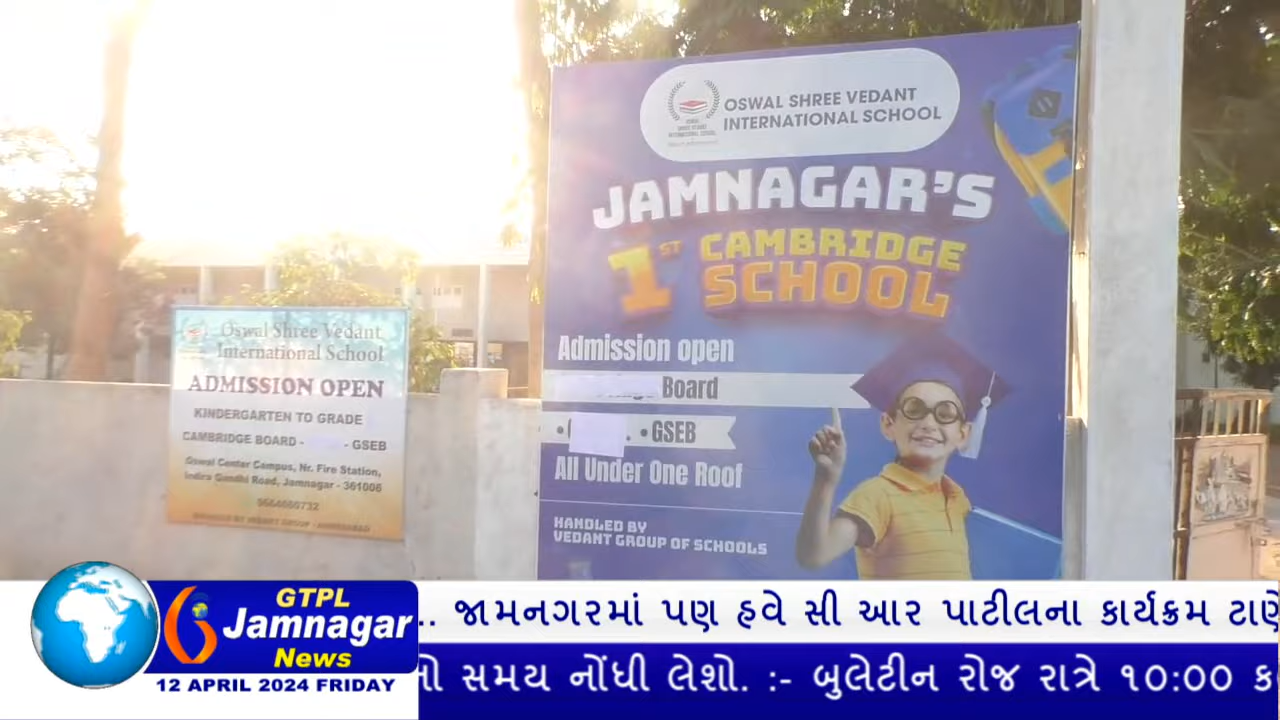 OSWAL SHREE VEDANT
INTERNATIONAL SCHOOL
JAMNAGAR'S
1ST CAMBRIDGE
SCHOOL
Admission open
Board
• • GSEB
All Under One Roof
HANDLED BY
VEDANT GROUP OF SCHOOLS
Oswal Shree Vedant
International School
ADMISSION OPEN
KINDERGARTEN TO GRADE
CAMBRIDGE BOARD - - GSEB
Oswal Center Campus, Nr. Fire Station,
Indira Gandhi Road, Jamnagar - 361006
GTPL
Jamnagar
News
12 APRIL 2024 FRIDAY
.. જામનગરમાં પણ હવે સી આર પાટીલના કાર્યક્રમ ટાણે
સમય નોંધી લેશો. :- બુલેટીન રોજ રાત્રે ૧૦:૦૦ ક